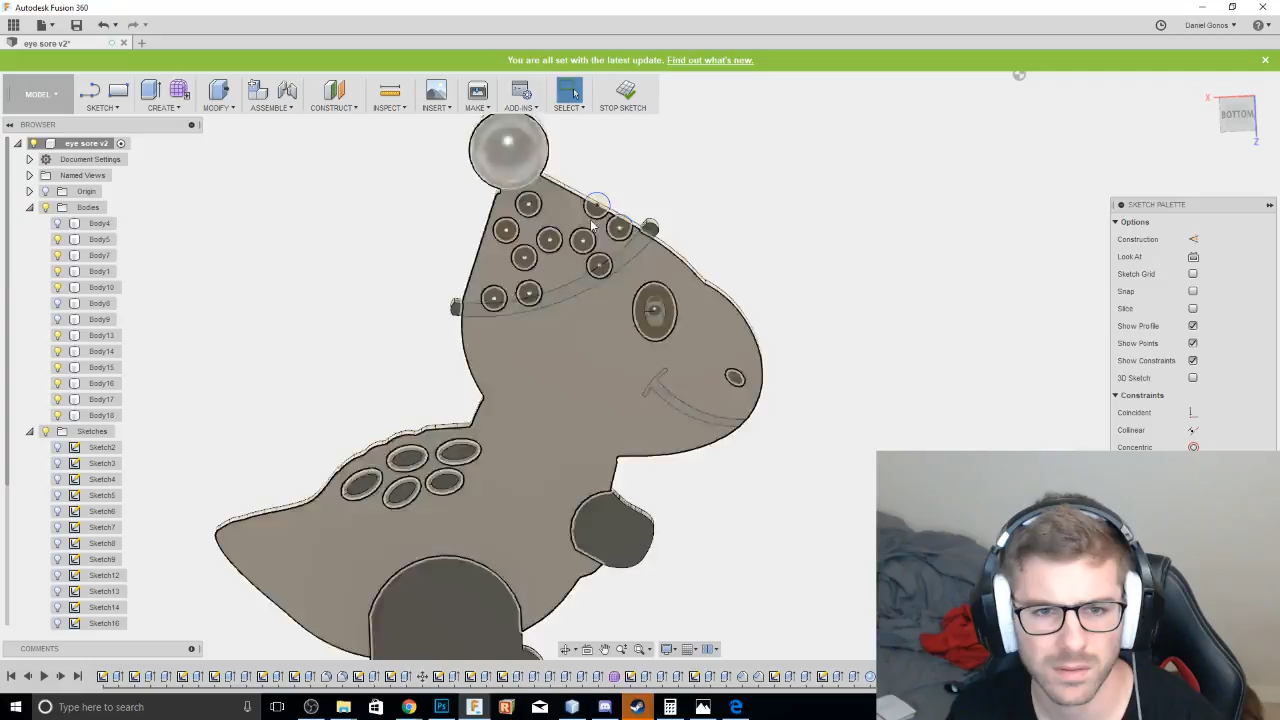 Autodesk Fusion 360
Daniel Gonos
eye sore v2*
You are all set with the latest update. Find out what's new.
MODEL
SKETCH
CREATE
MODIFY
ASSEMBLE
CONSTRUCT
INSPECT
INSERT
MAKE
ADD-INS
SELECT
STOP SKETCH
X
BOTTOM
Z
BROWSER
eye sore v2
Document Settings
Named Views
Origin
Bodies
Body4
Body5
Body7
Body1
Body10
Body8
Body9
Body13
Body14
Body15
Body16
Body17
Body18
Sketches
Sketch2
Sketch3
Sketch4
Sketch5
Sketch6
Sketch7
Sketch8
Sketch9
Sketch12
Sketch13
Sketch14
Sketch16
SKETCH PALETTE
Options
Construction
Look At
Sketch Grid
Snap
Slice
Show Profile
Show Points
Show Constraints
3D Sketch
Constraints
Coincident
Collinear
Concentric
COMMENTS
Type here to search